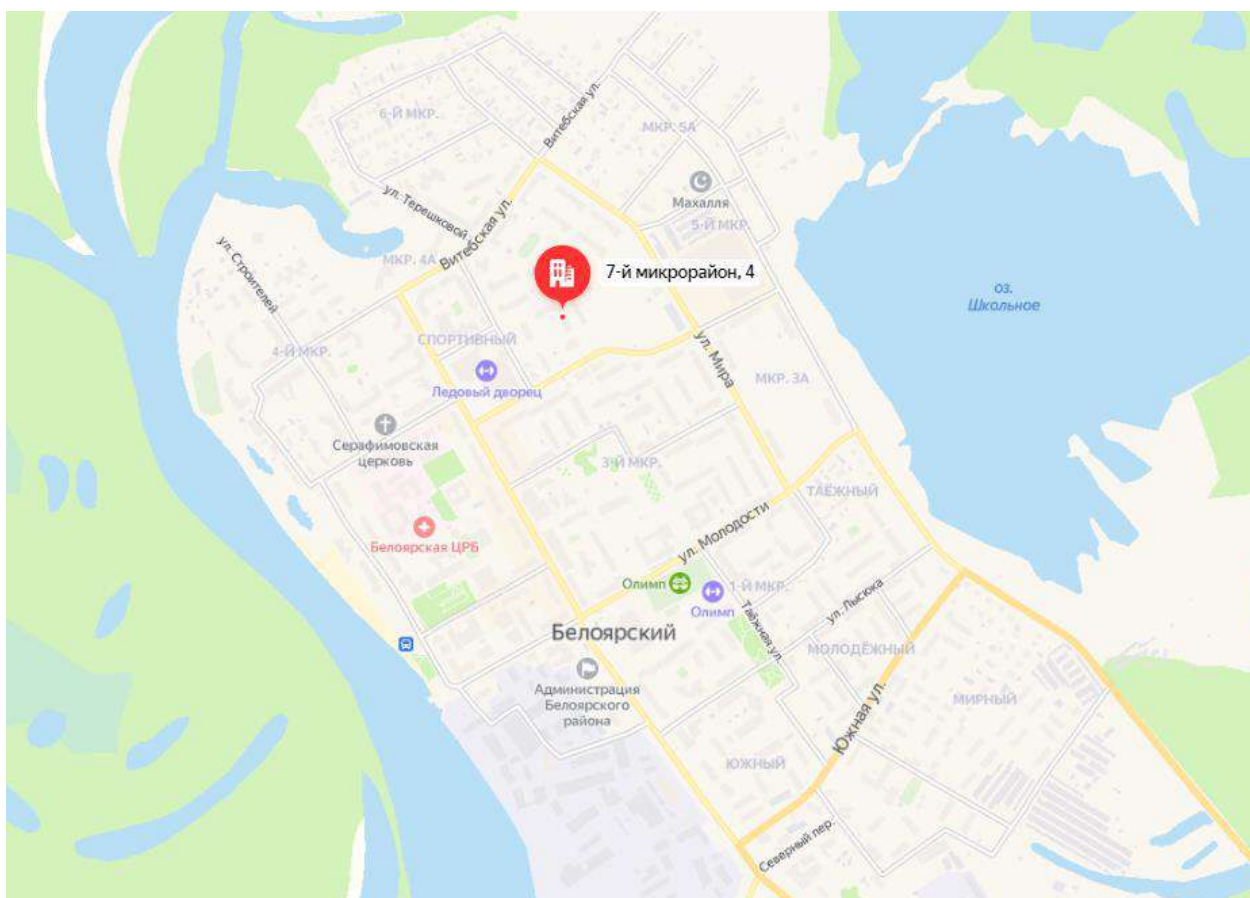 6-Й МКР.
Витебская ул.
МКР. 5А
Махалля
ул. Терешковой
5-Й МКР.
Витебская ул.
МКР. 4А
ул. Строителей
7-й микрорайон, 4
оз.
Школьное
СПОРТИВНЫЙ
4-Й МКР.
ул. Мира
МКР. 3А
Ледовый дворец
Серафимовская
церковь
3-Й МКР.
ТАЁЖНЫЙ
ул. Молодости
Белоярская ЦРБ
Олимп
Олимп
1-Й МКР.
ул. Лысюка
Таёжная ул.
Белоярский
МОЛОДЁЖНЫЙ
Администрация
Белоярского
района
МИРНЫЙ
Южная ул.
ЮЖНЫЙ
Северный пер.